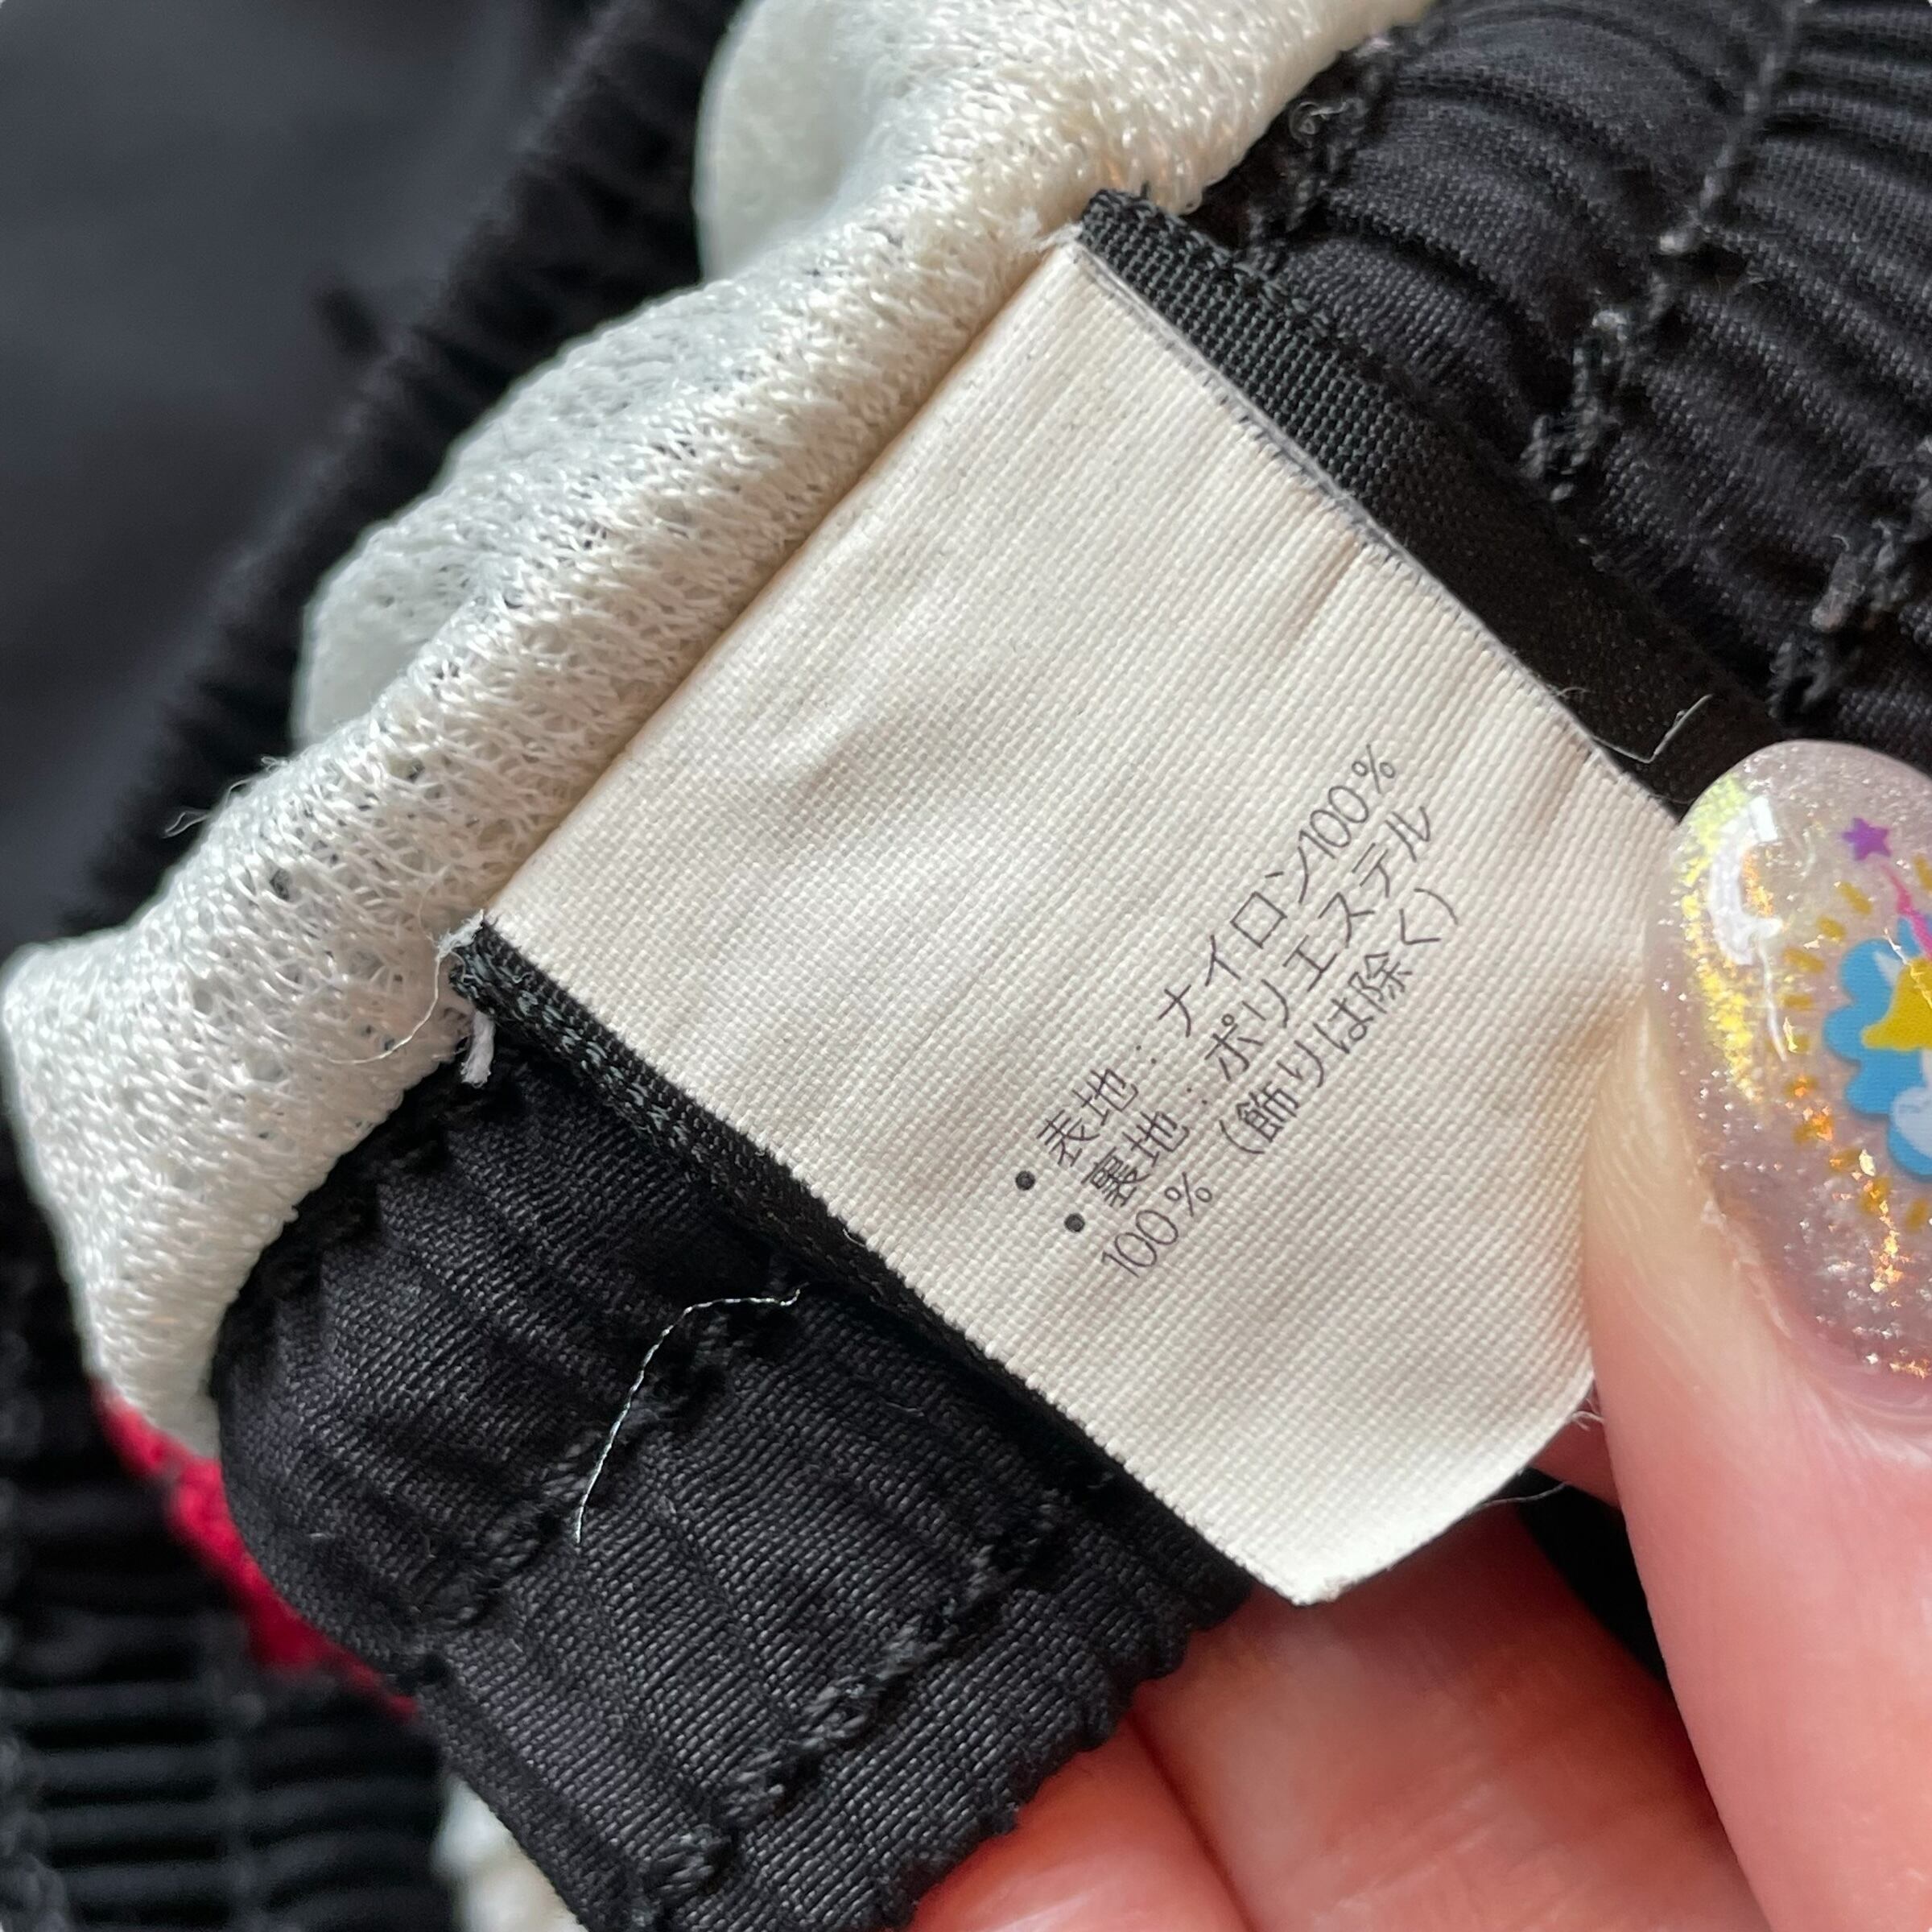 • 表地：ナイロン100%
• 裏地：ポリエステル
100%（飾りは除く）